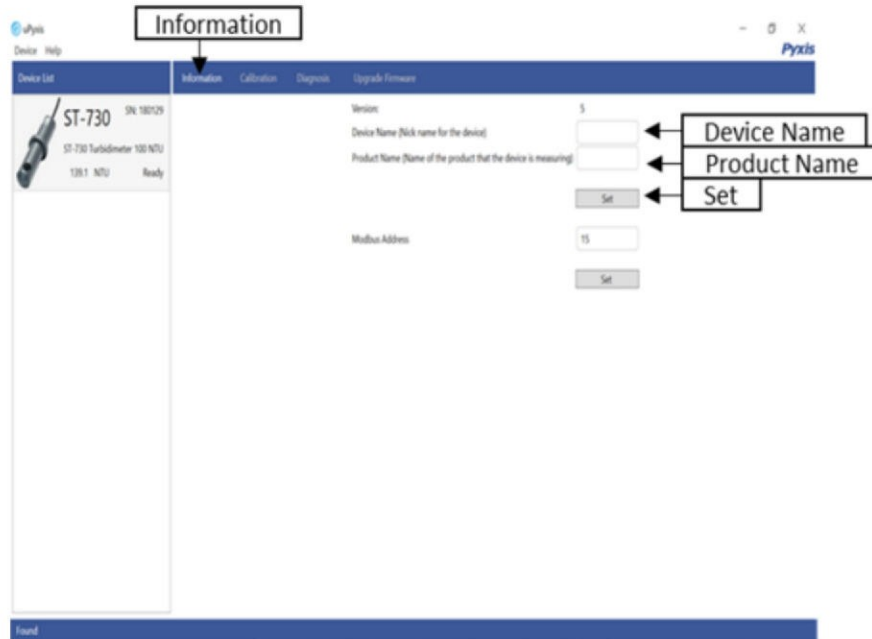 Information
uPyxis
Device Help
Pyxis
Device List
Information Calibration Diagnosis Upgrade Firmware
ST-730 SN: 180129
ST-730 Turbidimeter 100 NTU
139.1 NTU Ready
Version: 5
Device Name (Nick name for the device)
Device Name
Product Name (Name of the product that the device is measuring)
Product Name
Set
Set
Modbus Address 15
Set
Found